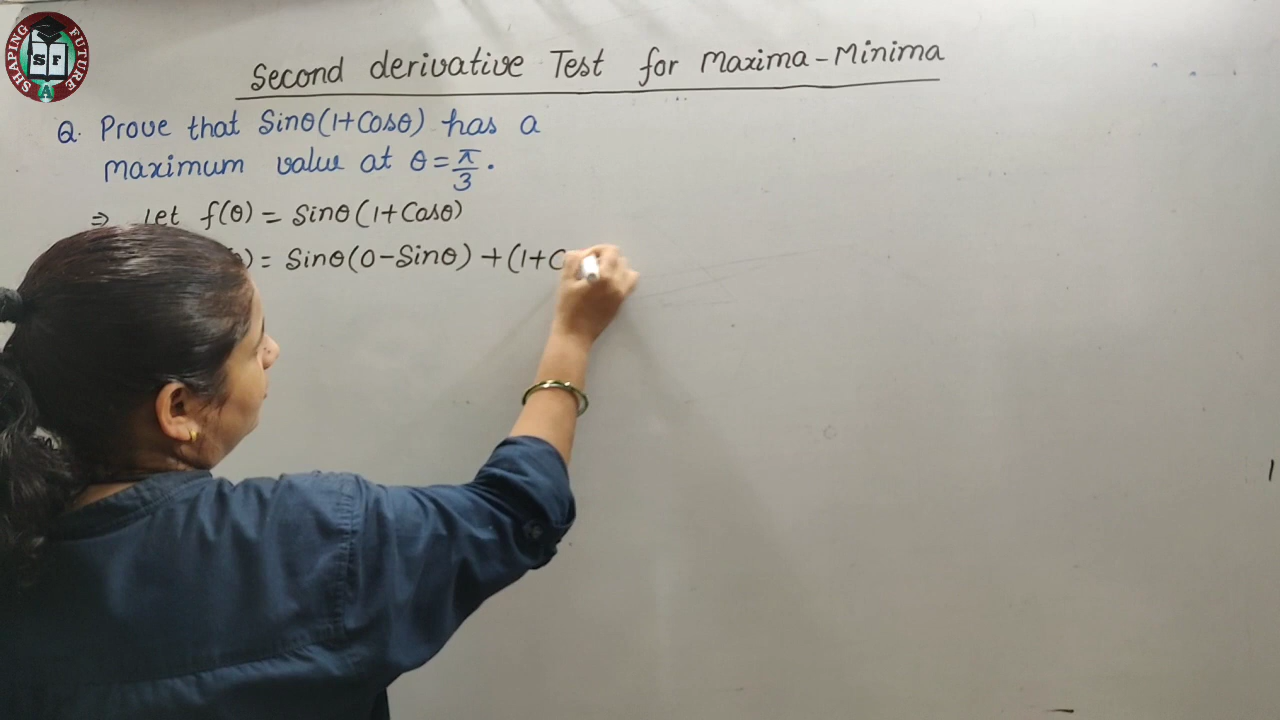 SHAPING FUTURE
S F
A
Second derivative Test for Maxima-Minima
Q. Prove that Sinθ(1+Cosθ) has a
maximum value at θ=π/3.
⇒ Let f(θ) = Sinθ(1+Cosθ)
) = Sinθ(0-Sinθ) + (1+C